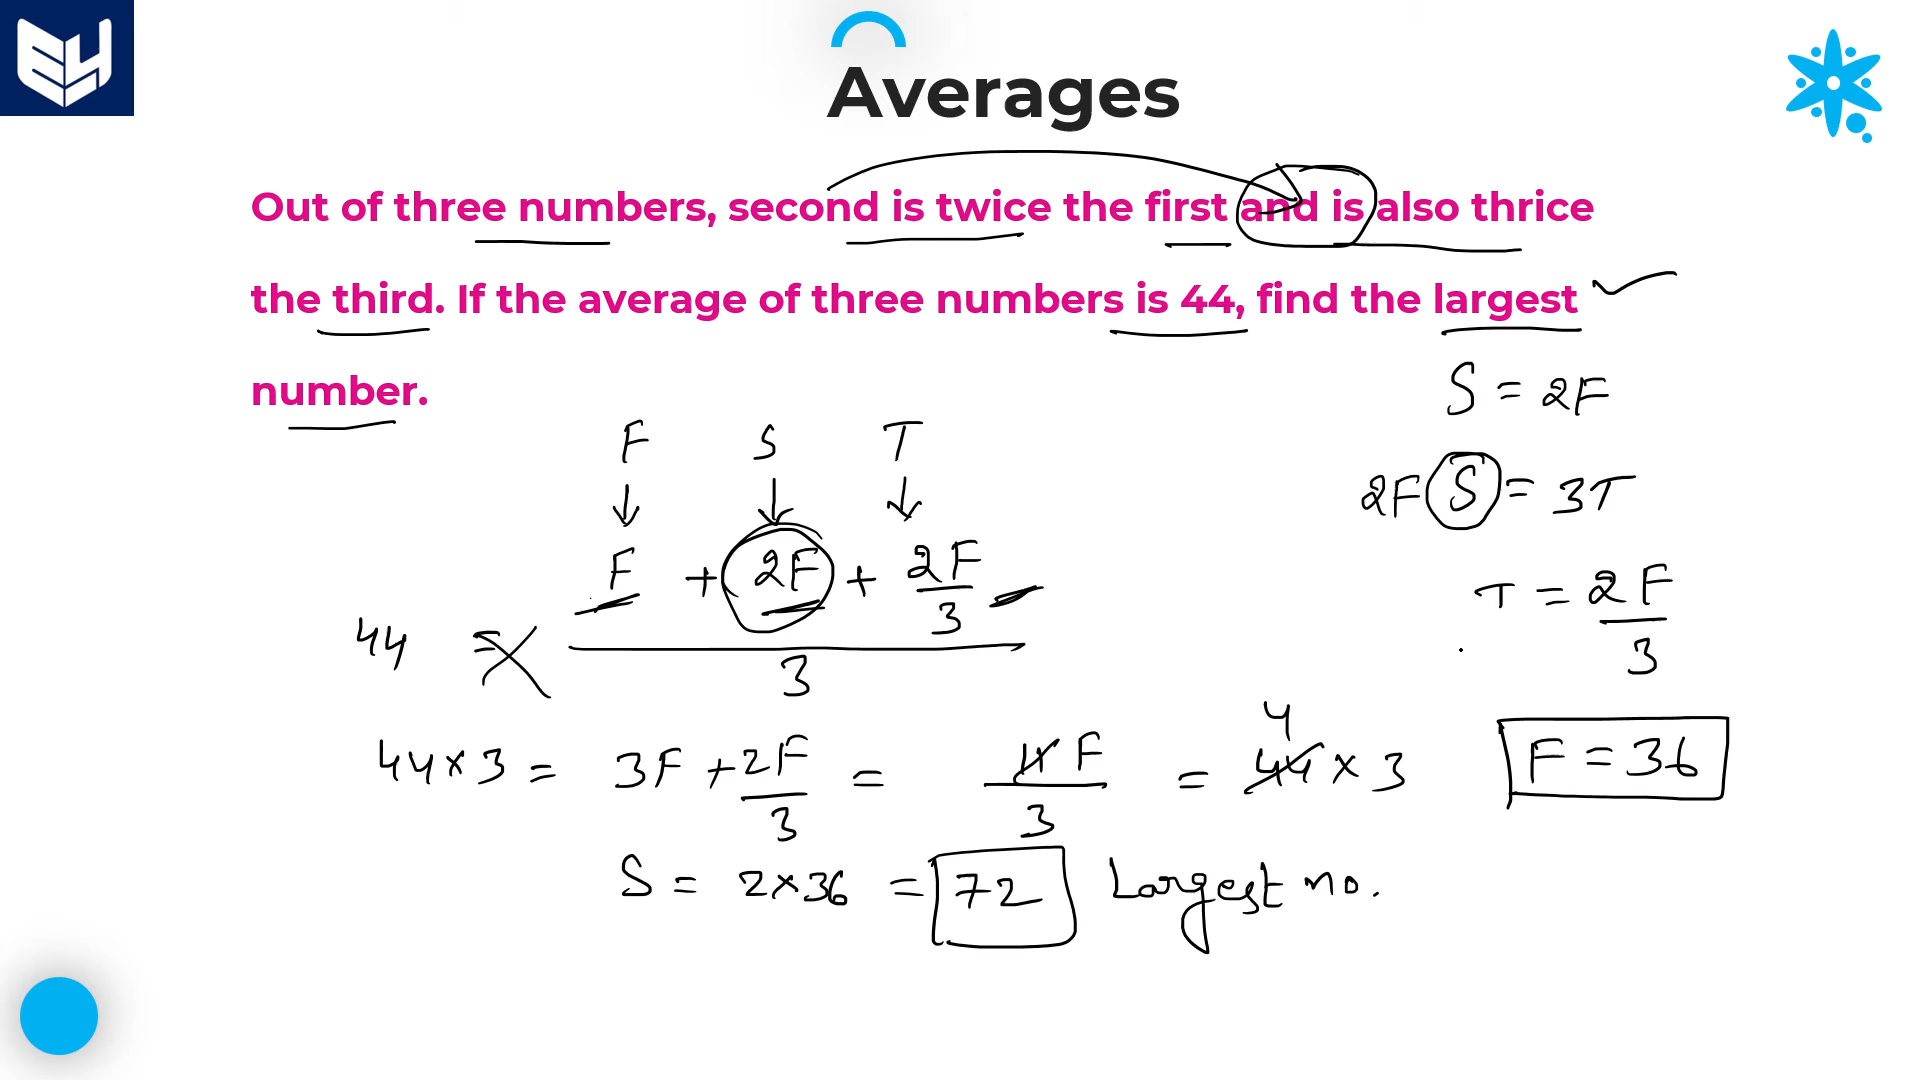 EY
Averages
Out of three numbers, second is twice the first and is also thrice
the third. If the average of three numbers is 44, find the largest
number.
S = 2F
F S T
2F S = 3T
F + 2F + 2F/3
T = 2F/3
44 = 3
44 × 3 = 3F + 2F/3 = 11F/3 = 44 × 3 4
F = 36
S = 2 × 36 = 72 Largest no.